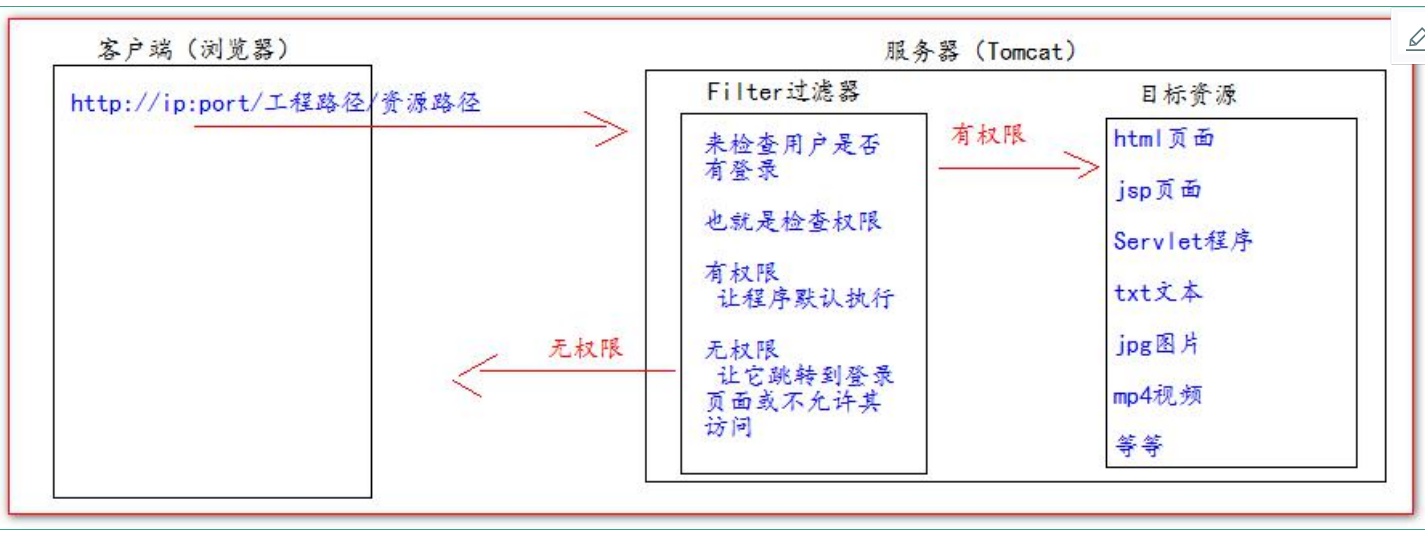 客户端（浏览器）
http://ip:port/工程路径/资源路径
服务器（Tomcat）
Filter过滤器
来检查用户是否
有登录
也就是检查权限
有权限
让程序默认执行
无权限
让它跳转到登录
页面或不允许其
访问
有权限
无权限
目标资源
html页面
jsp页面
Servlet程序
txt文本
jpg图片
mp4视频
等等